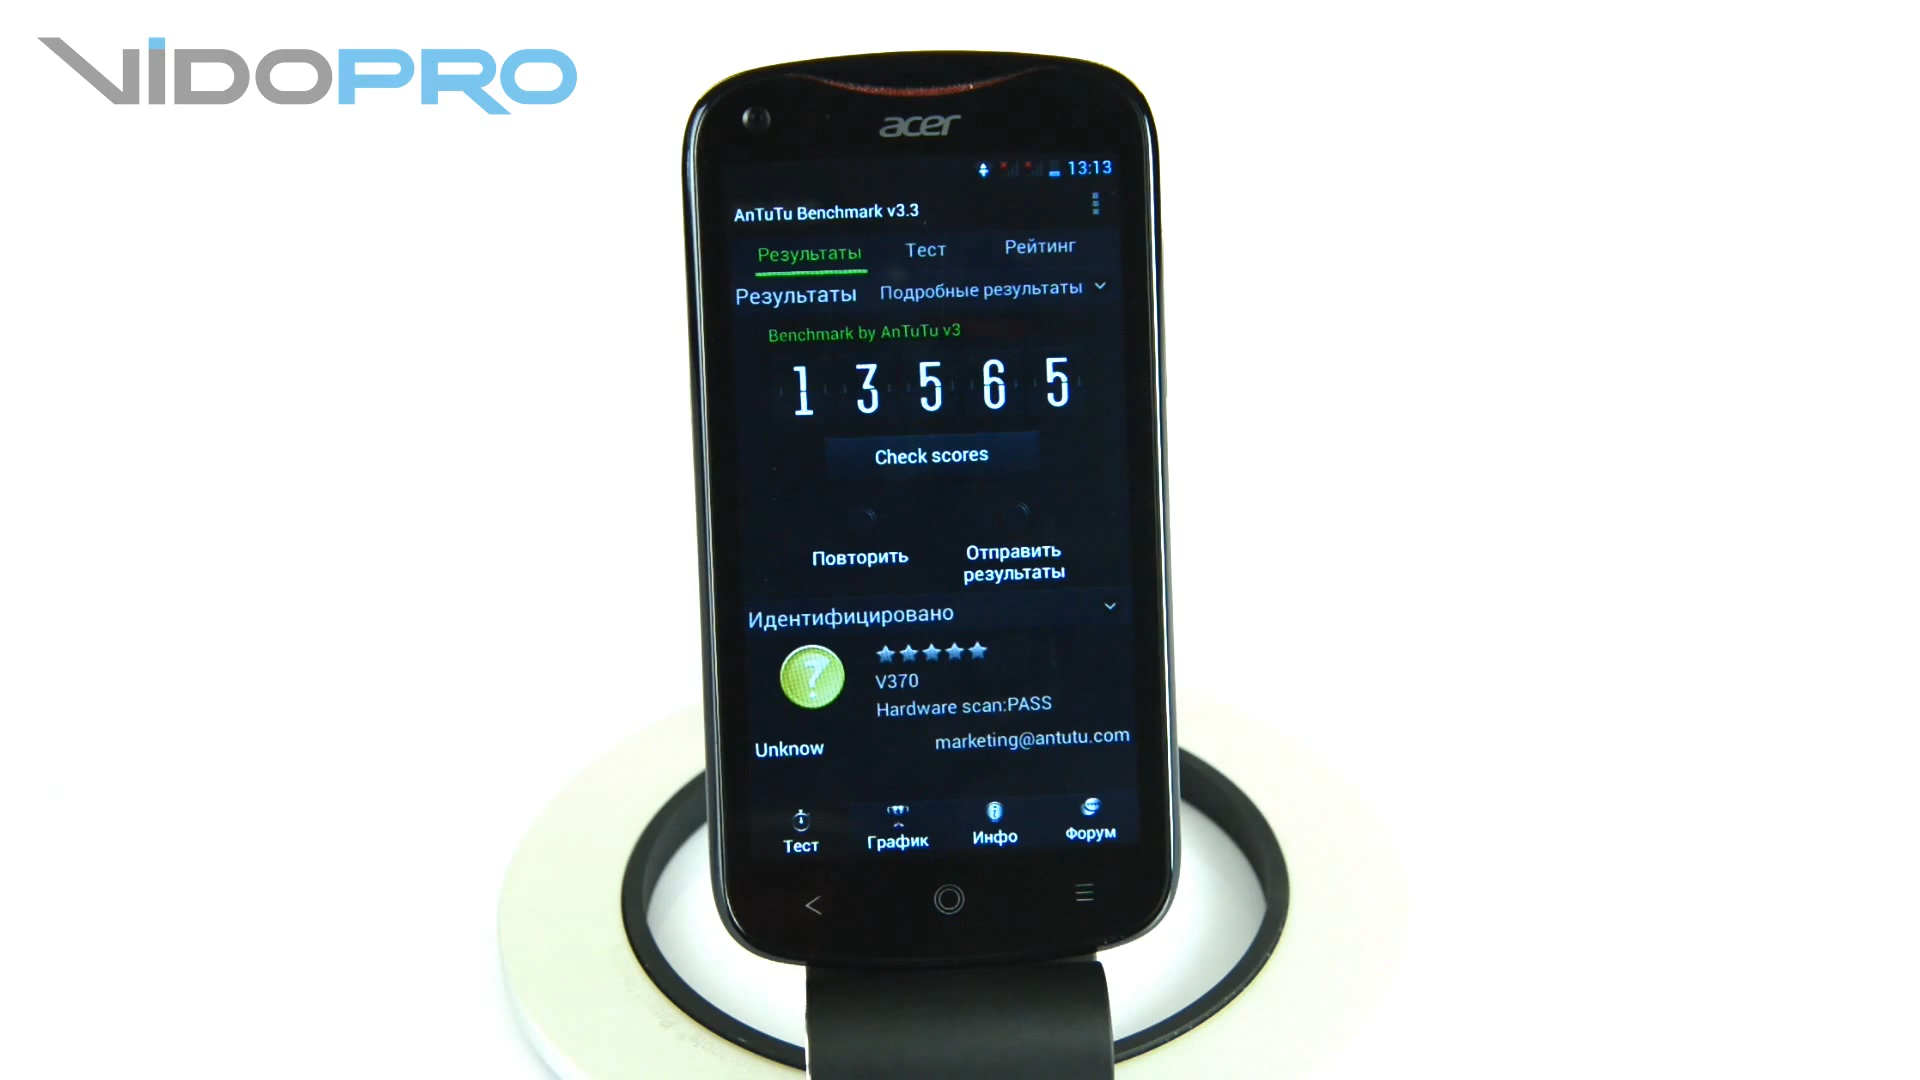 VIDOPRO
acer
13:13
AnTuTu Benchmark v3.3
Результаты Тест Рейтинг
Результаты Подробные результаты
Benchmark by AnTuTu v3
1 3 5 6 5
Check scores
Повторить
Отправить
результаты
Идентифицировано
V370
Hardware scan:PASS
Unknow
marketing@antutu.com
Тест График Инфо Форум